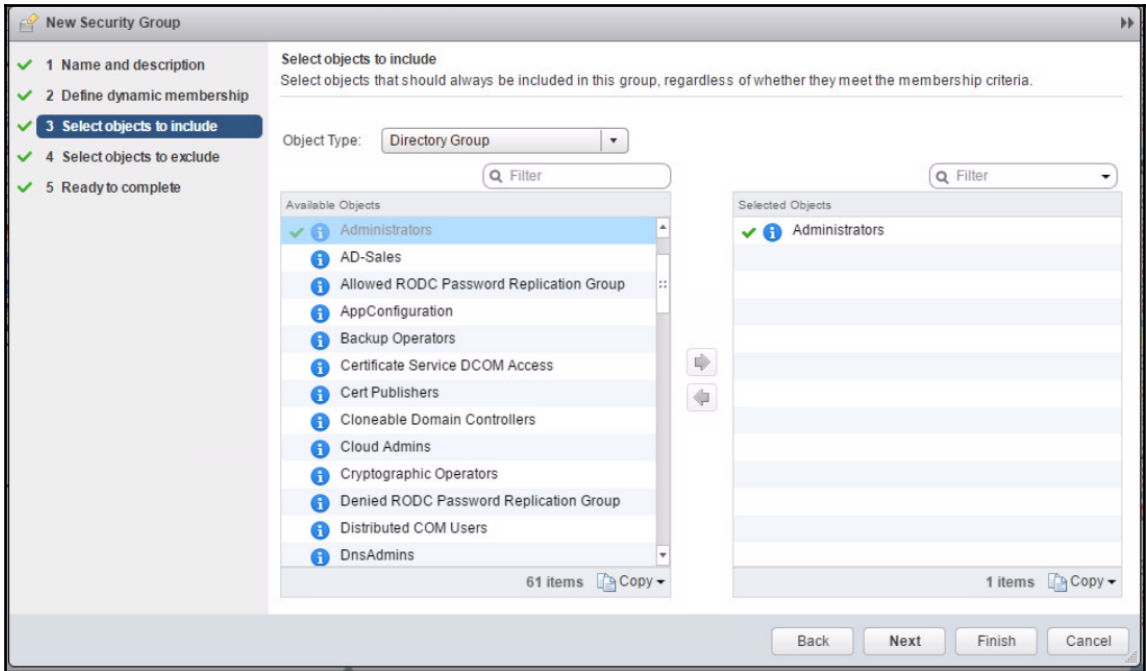 New Security Group
1 Name and description
2 Define dynamic membership
3 Select objects to include
4 Select objects to exclude
5 Ready to complete
Select objects to include
Select objects that should always be included in this group, regardless of whether they meet the membership criteria.
Object Type: Directory Group
Filter
Available Objects
Administrators
AD-Sales
Allowed RODC Password Replication Group
AppConfiguration
Backup Operators
Certificate Service DCOM Access
Cert Publishers
Cloneable Domain Controllers
Cloud Admins
Cryptographic Operators
Denied RODC Password Replication Group
Distributed COM Users
DnsAdmins
61 items Copy
Filter
Selected Objects
Administrators
1 items Copy
Back Next Finish Cancel